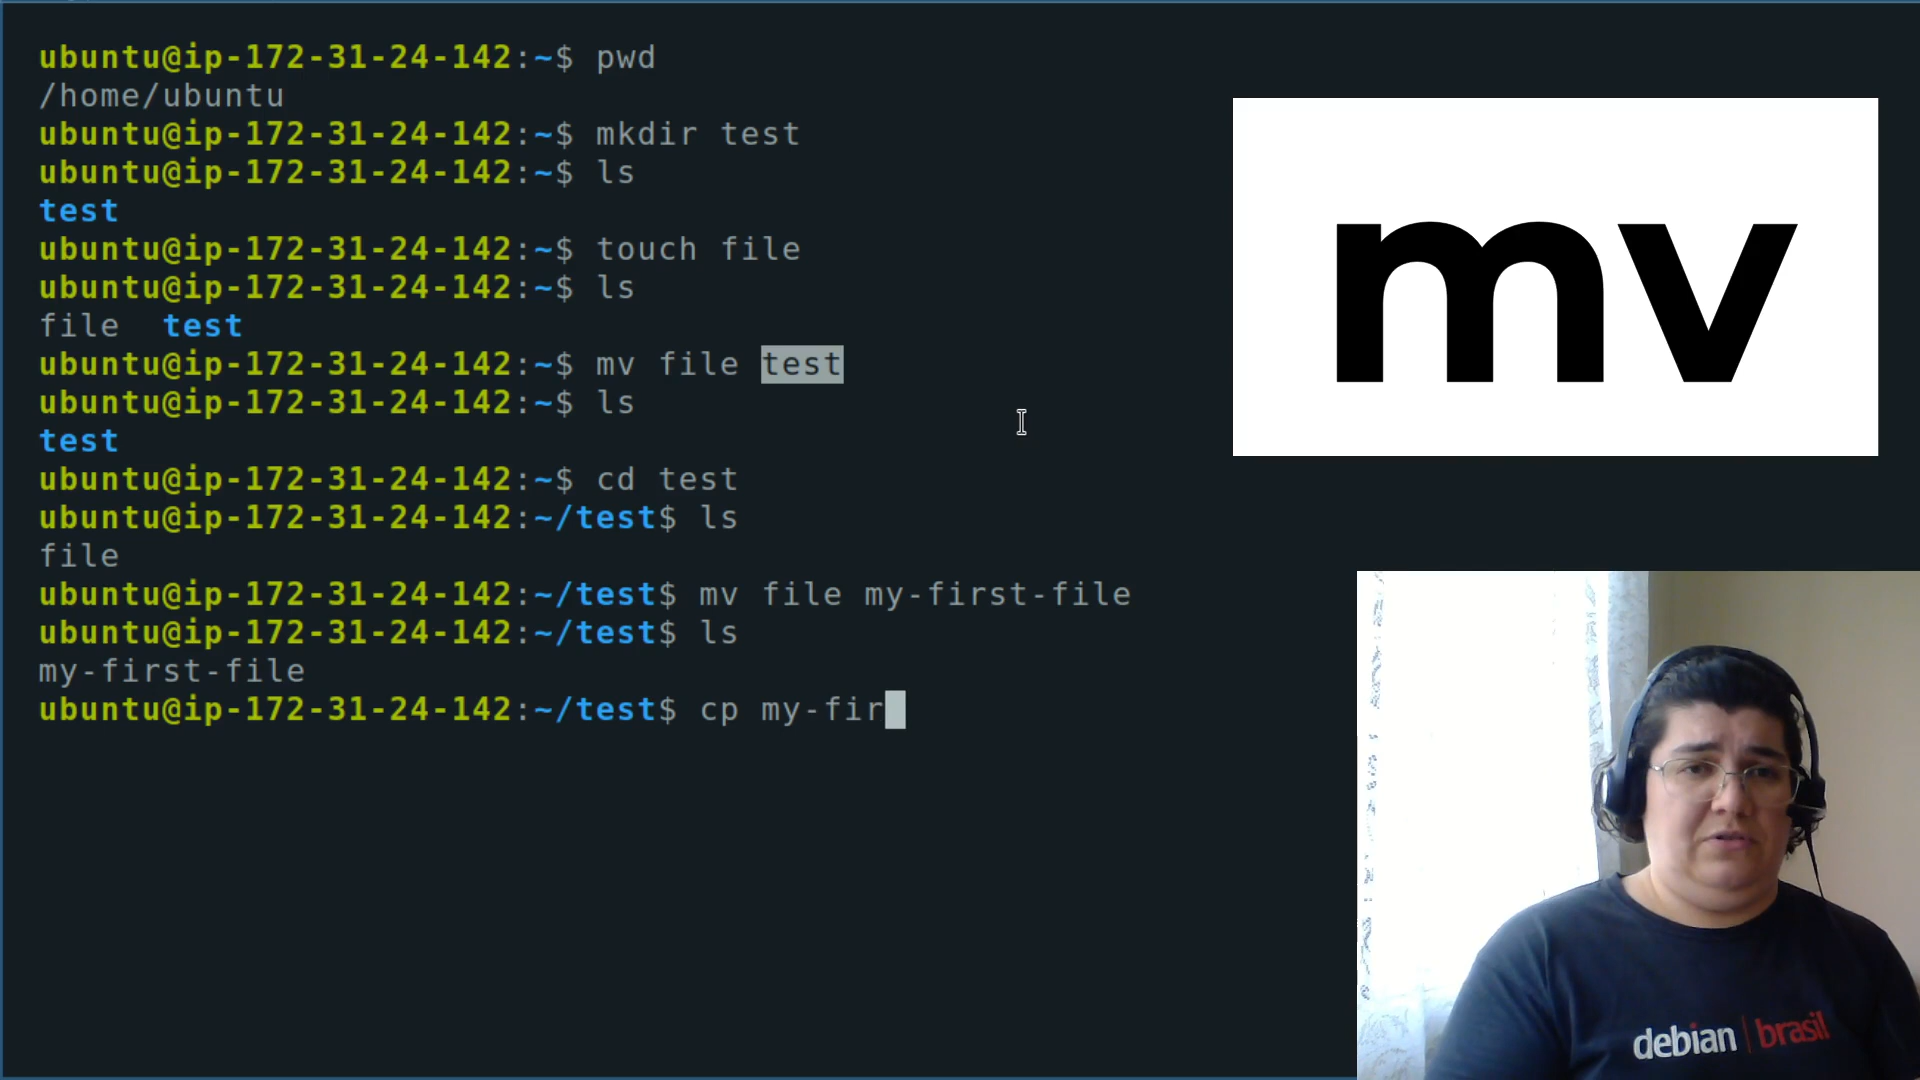 ubuntu@ip-172-31-24-142:~$ pwd
/home/ubuntu
ubuntu@ip-172-31-24-142:~$ mkdir test
ubuntu@ip-172-31-24-142:~$ ls
test
ubuntu@ip-172-31-24-142:~$ touch file
ubuntu@ip-172-31-24-142:~$ ls
file  test
ubuntu@ip-172-31-24-142:~$ mv file test
ubuntu@ip-172-31-24-142:~$ ls
test
ubuntu@ip-172-31-24-142:~$ cd test
ubuntu@ip-172-31-24-142:~/test$ ls
file
ubuntu@ip-172-31-24-142:~/test$ mv file my-first-file
ubuntu@ip-172-31-24-142:~/test$ ls
my-first-file
ubuntu@ip-172-31-24-142:~/test$ cp my-fir
mv
debian | brasil